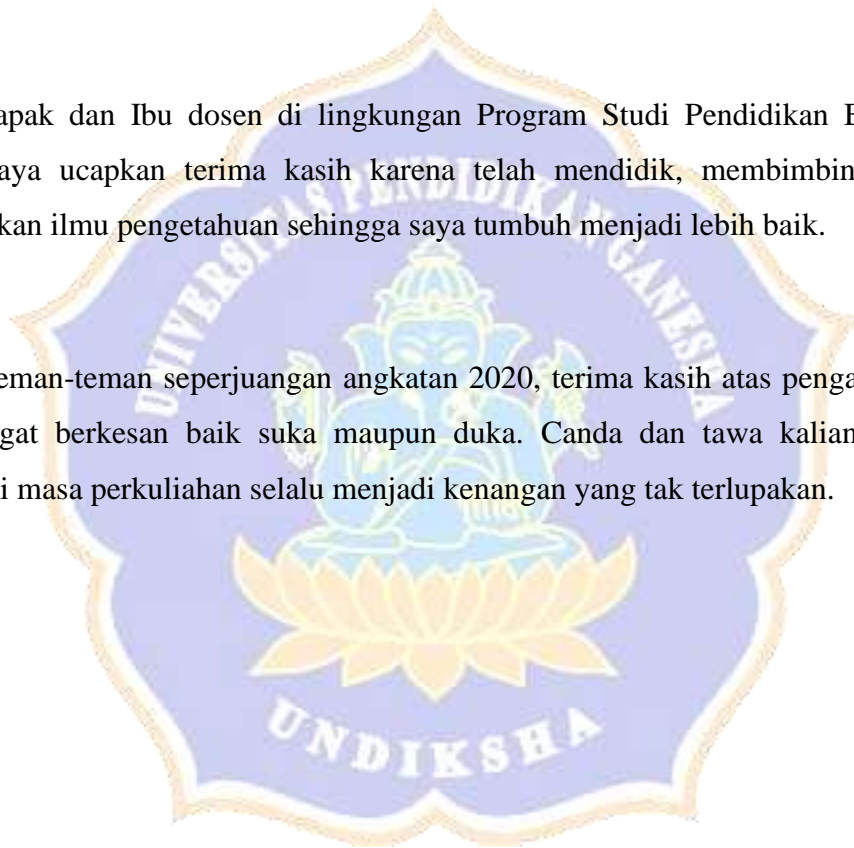 apak dan Ibu dosen di lingkungan Program Studi Pendidikan
aya ucapkan terima kasih karena telah mendidik, membimbin
kan ilmu pengetahuan sehingga saya tumbuh menjadi lebih baik.
UNIVERSITAS PENDIDIKAN GANESHA
eman-teman seperjuangan angkatan 2020, terima kasih atas penga
gat berkesan baik suka maupun duka. Canda dan tawa kalian
i masa perkuliahan selalu menjadi kenangan yang tak terlupakan.
UNDIKSHA